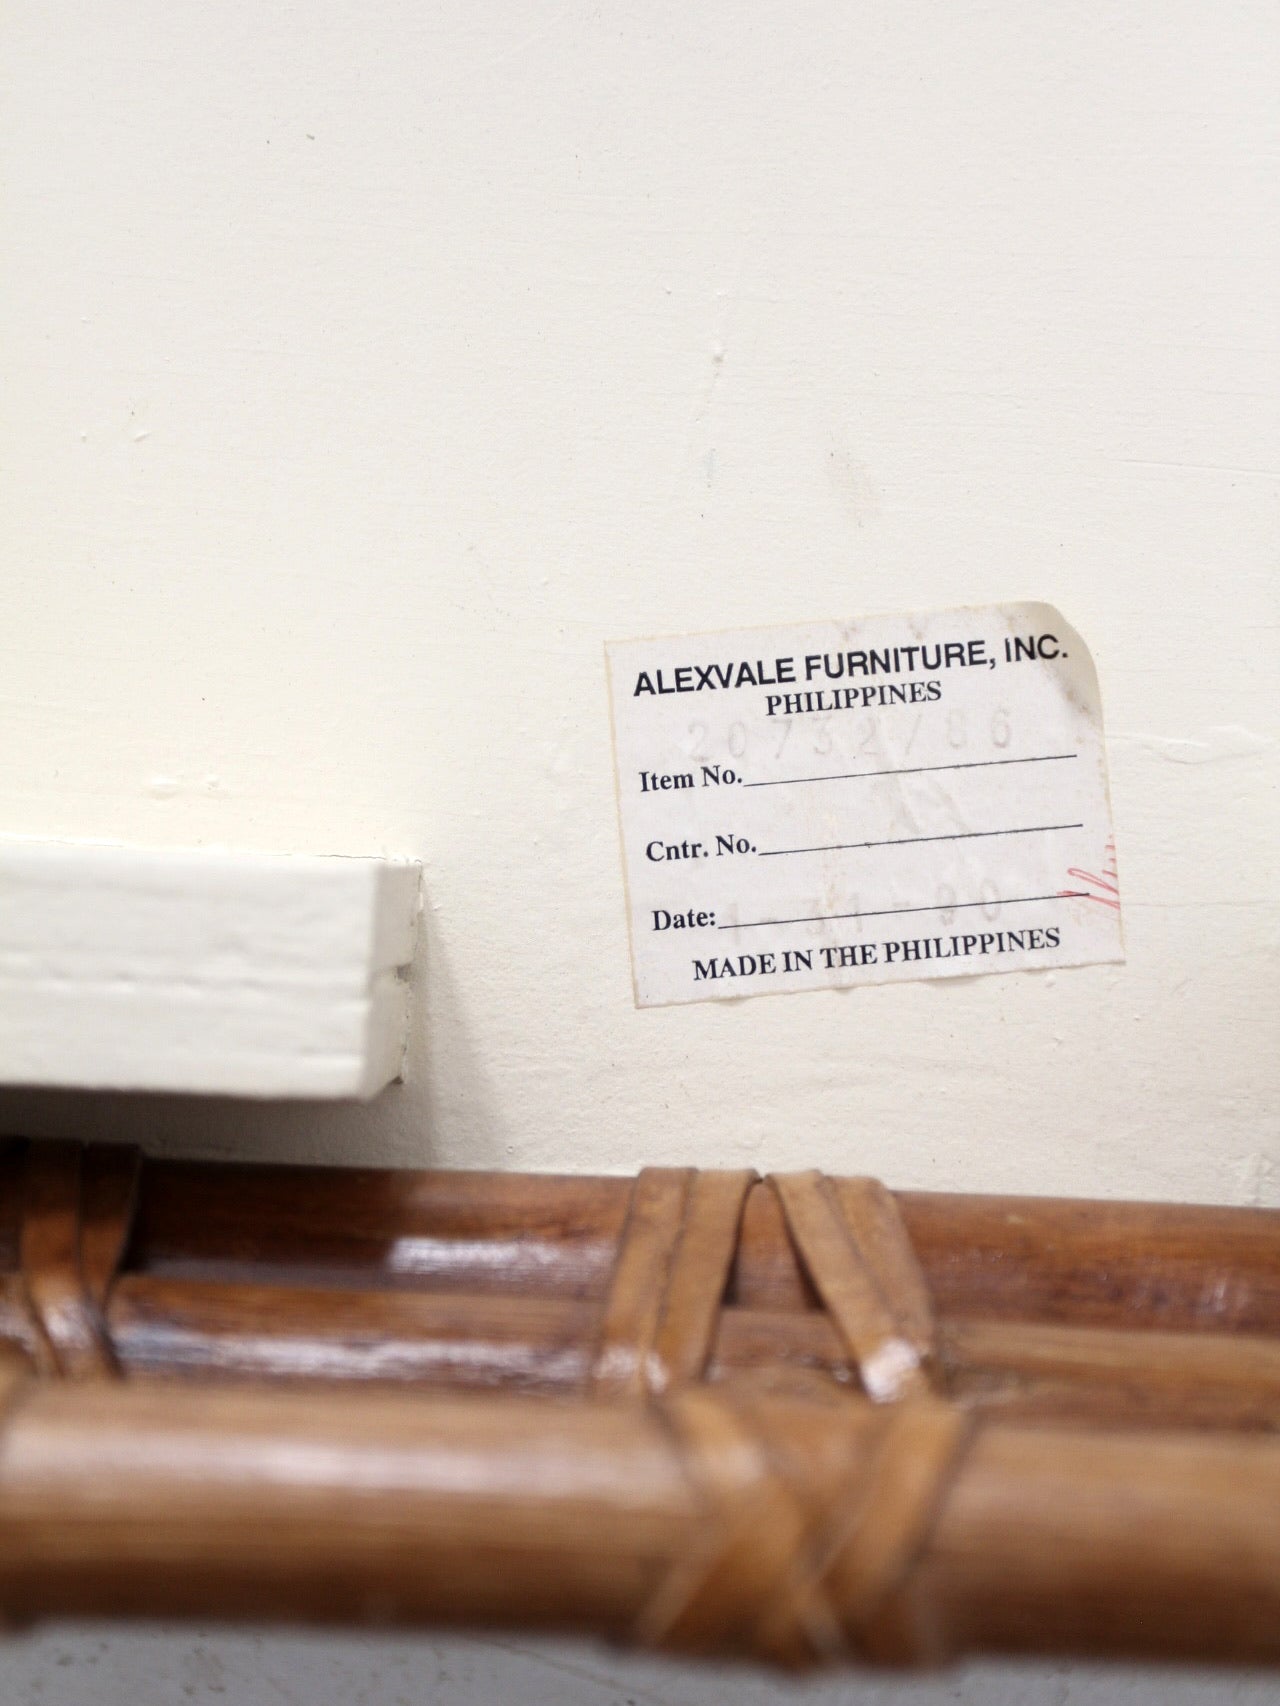 ALEXVALE FURNITURE, INC.
PHILIPPINES
20732/86
Item No.
Cntr. No.
Date: 1-31-90
MADE IN THE PHILIPPINES